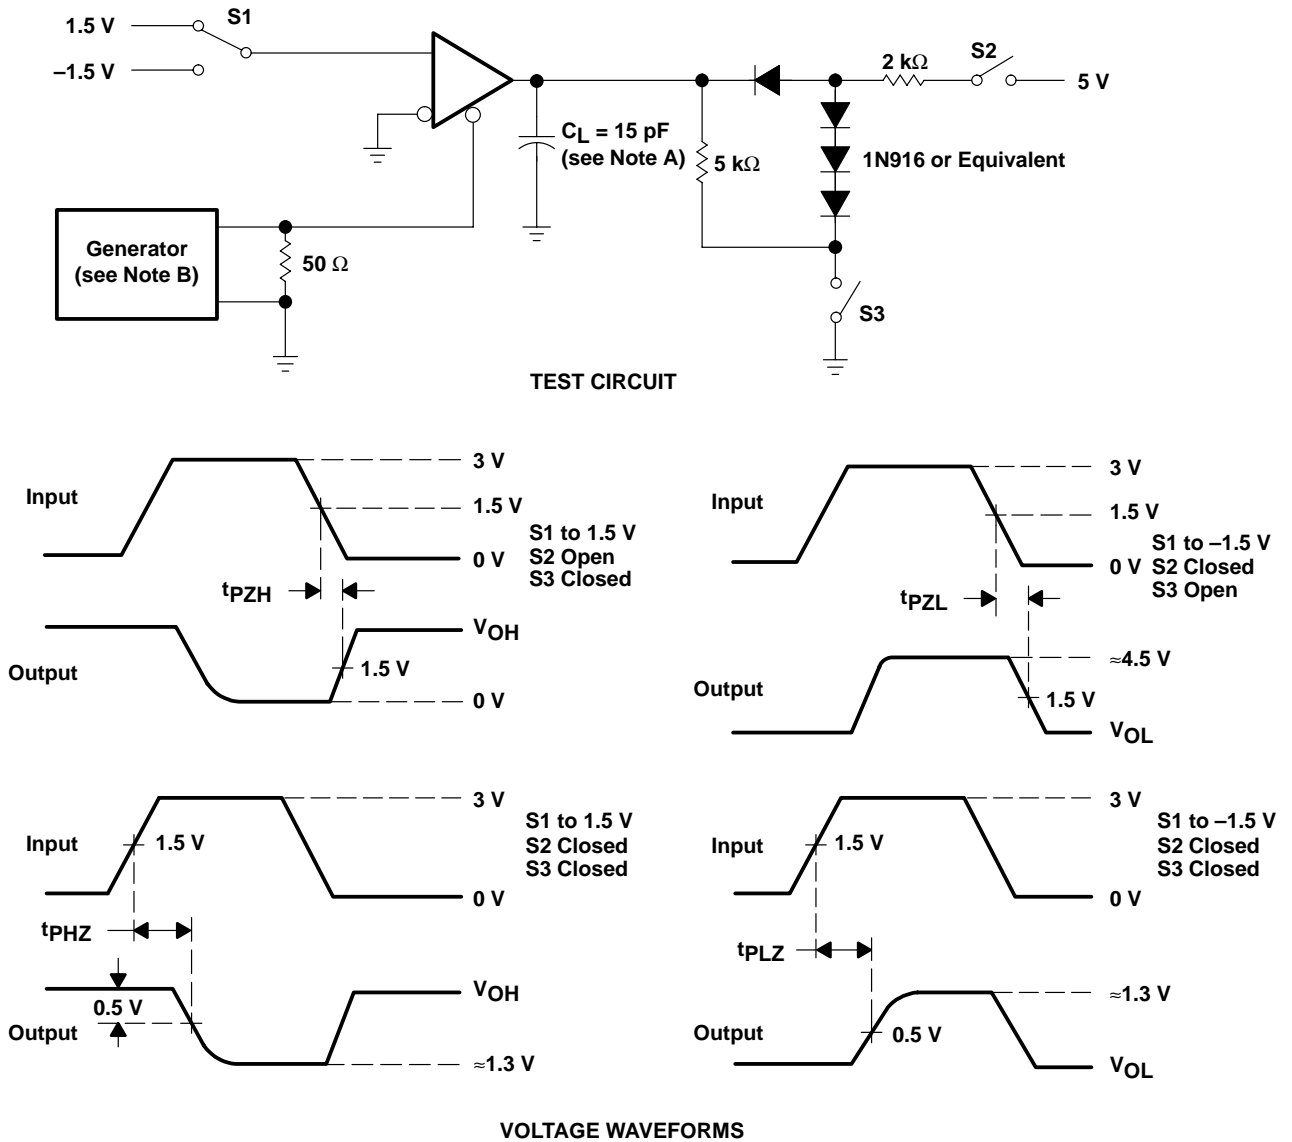 1.5 V
S1
–1.5 V
S2
2 kΩ
5 V
CL = 15 pF
(see Note A)
5 kΩ
1N916 or Equivalent
Generator
(see Note B)
50 Ω
S3
TEST CIRCUIT
Input
3 V
1.5 V
0 V
S1 to 1.5 V
S2 Open
S3 Closed
tPZH
Output
VOH
1.5 V
0 V
Input
3 V
1.5 V
0 V
S1 to –1.5 V
S2 Closed
S3 Open
tPZL
Output
≈4.5 V
1.5 V
VOL
Input
3 V
1.5 V
0 V
S1 to 1.5 V
S2 Closed
S3 Closed
tPHZ
0.5 V
Output
VOH
≈1.3 V
Input
3 V
1.5 V
0 V
S1 to –1.5 V
S2 Closed
S3 Closed
tPLZ
Output
≈1.3 V
0.5 V
VOL
VOLTAGE WAVEFORMS